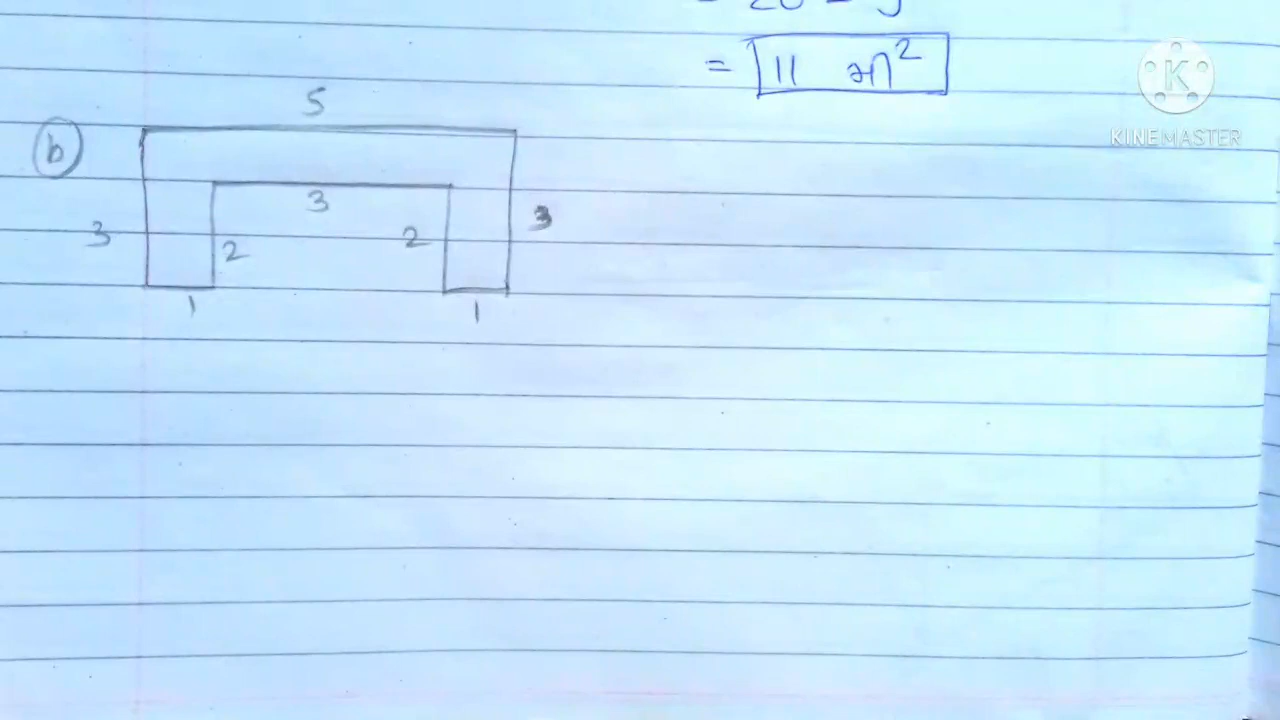 = 
= 11 મી²
K
KINEMASTER
b
5
3
3
2
2
3
1
1